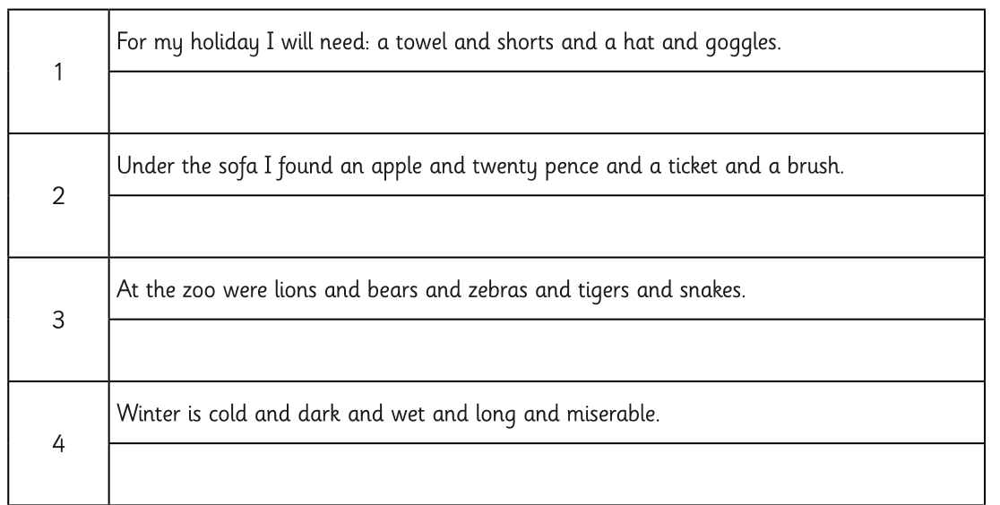 For my holiday I will need: a towel and shorts and a hat and goggles.
1
Under the sofa I found an apple and twenty pence and a ticket and a brush.
2
At the zoo were lions and bears and zebras and tigers and snakes.
3
Winter is cold and dark and wet and long and miserable.
4